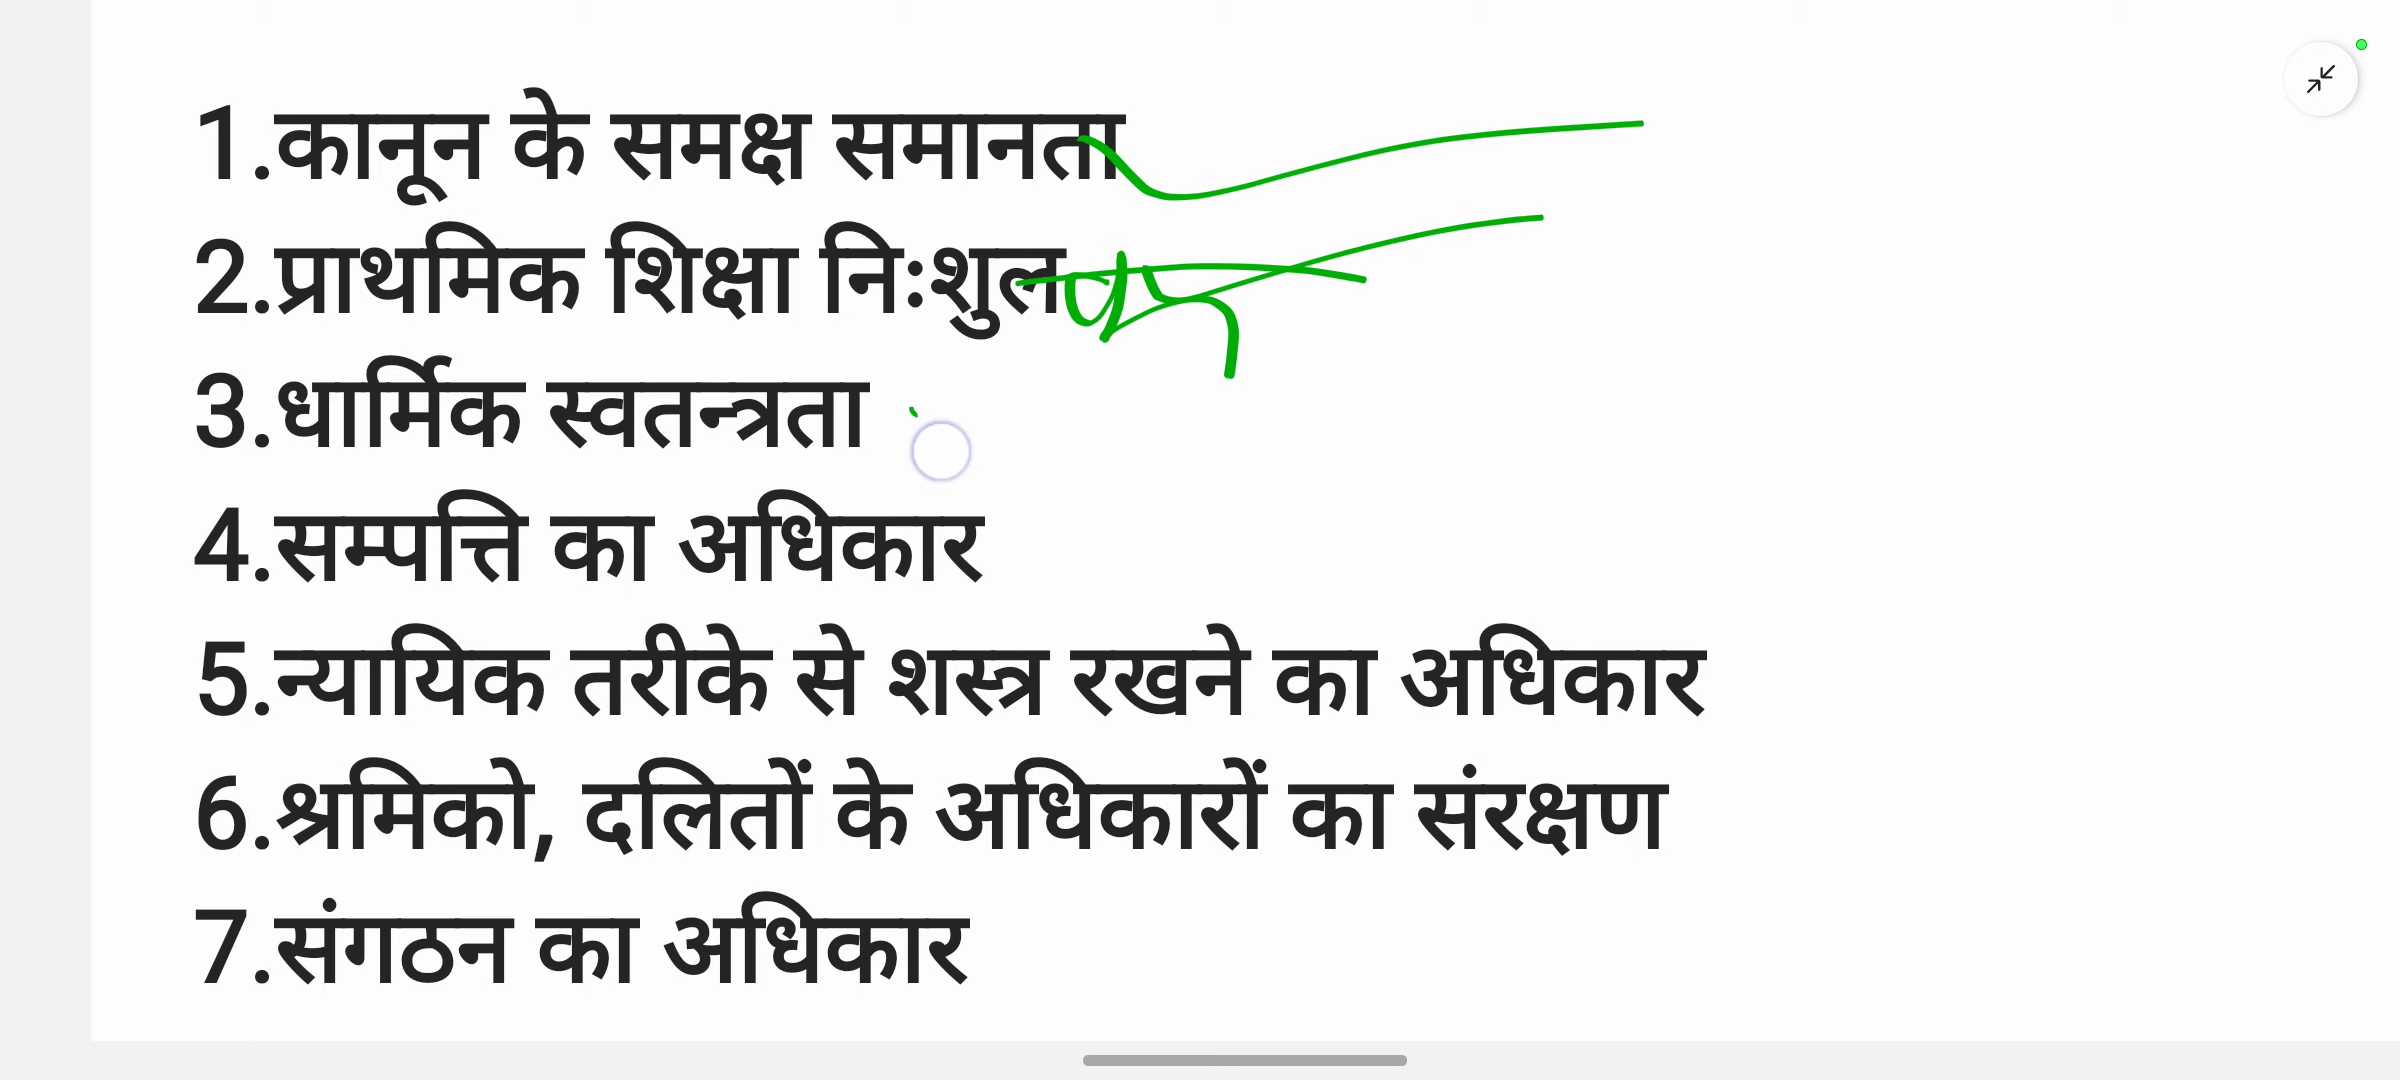 1.कानून के समक्ष समानता
2.प्राथमिक शिक्षा निःशुल्क
3.धार्मिक स्वतन्त्रता
4.सम्पत्ति का अधिकार
5.न्यायिक तरीके से शस्त्र रखने का अधिकार
6.श्रमिको, दलितों के अधिकारों का संरक्षण
7.संगठन का अधिकार